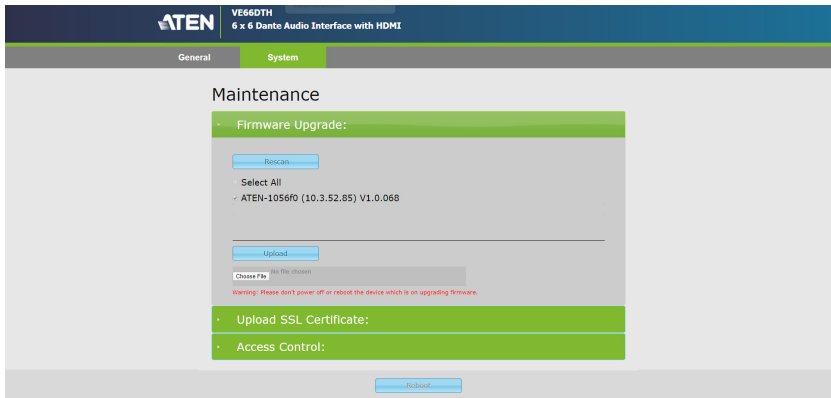 ATEN
VE66DTH
6 x 6 Dante Audio Interface with HDMI
General
System
Maintenance
Firmware Upgrade:
Rescan
Select All
ATEN-1056f0 (10.3.52.85) V1.0.068
Upload
Choose File No file chosen
Warning: Please don't power off or reboot the device which is on upgrading firmware.
Upload SSL Certificate:
Access Control:
Reboot